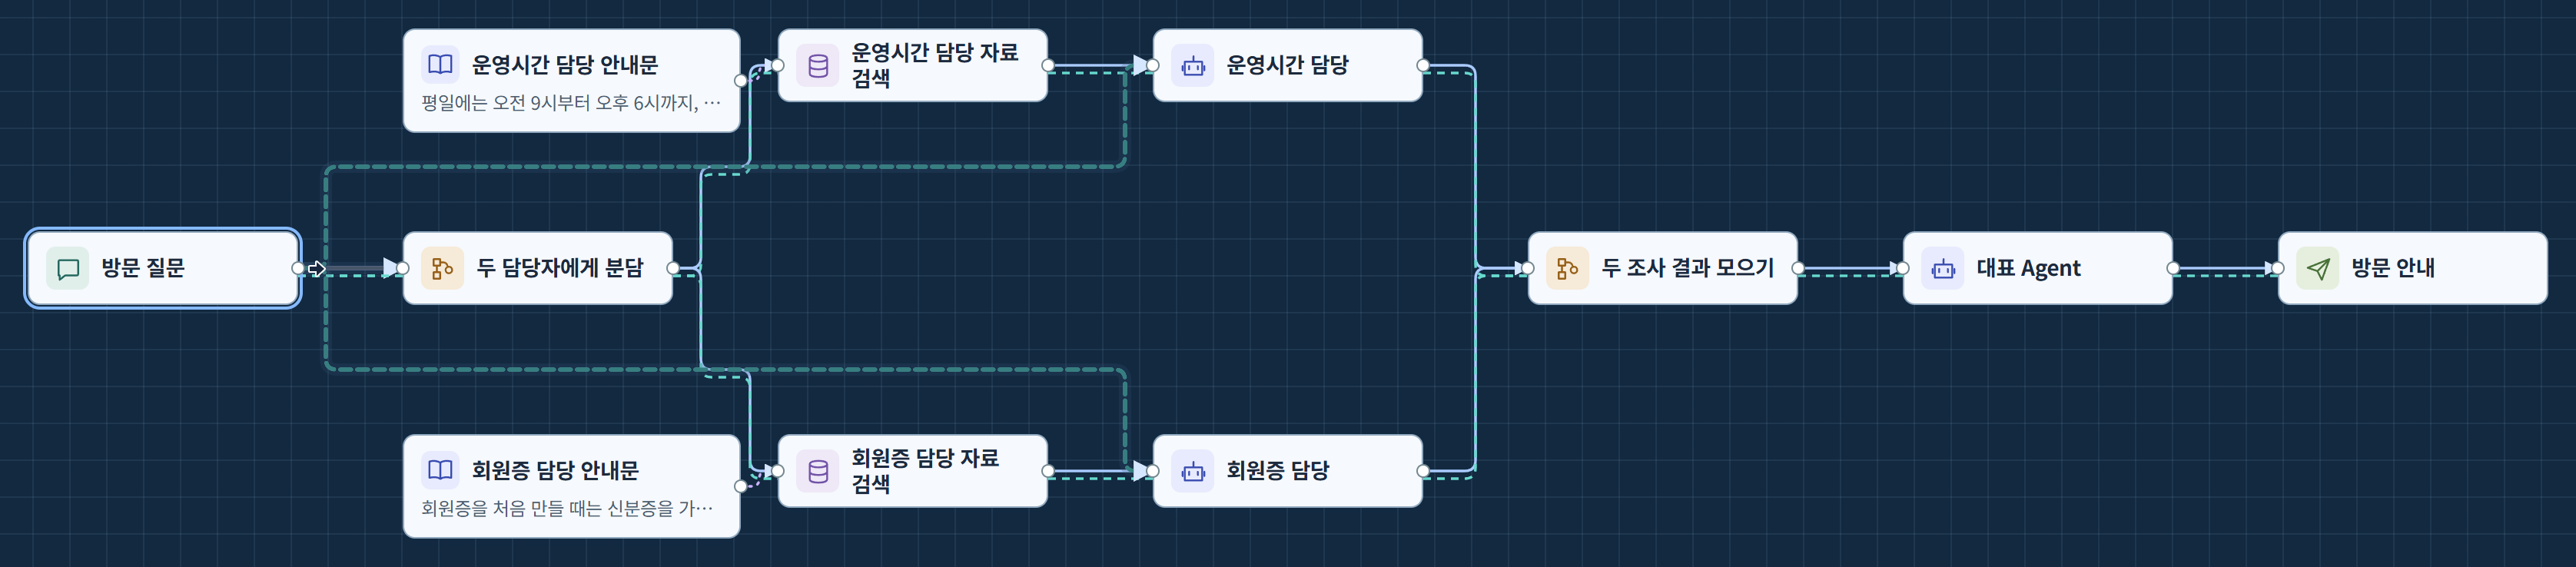 운영시간 담당 안내문
평일에는 오전 9시부터 오후 6시까지, …
운영시간 담당 자료
검색
운영시간 담당
방문 질문
두 담당자에게 분담
두 조사 결과 모으기
대표 Agent
방문 안내
회원증 담당 안내문
회원증을 처음 만들 때는 신분증을 가…
회원증 담당 자료
검색
회원증 담당